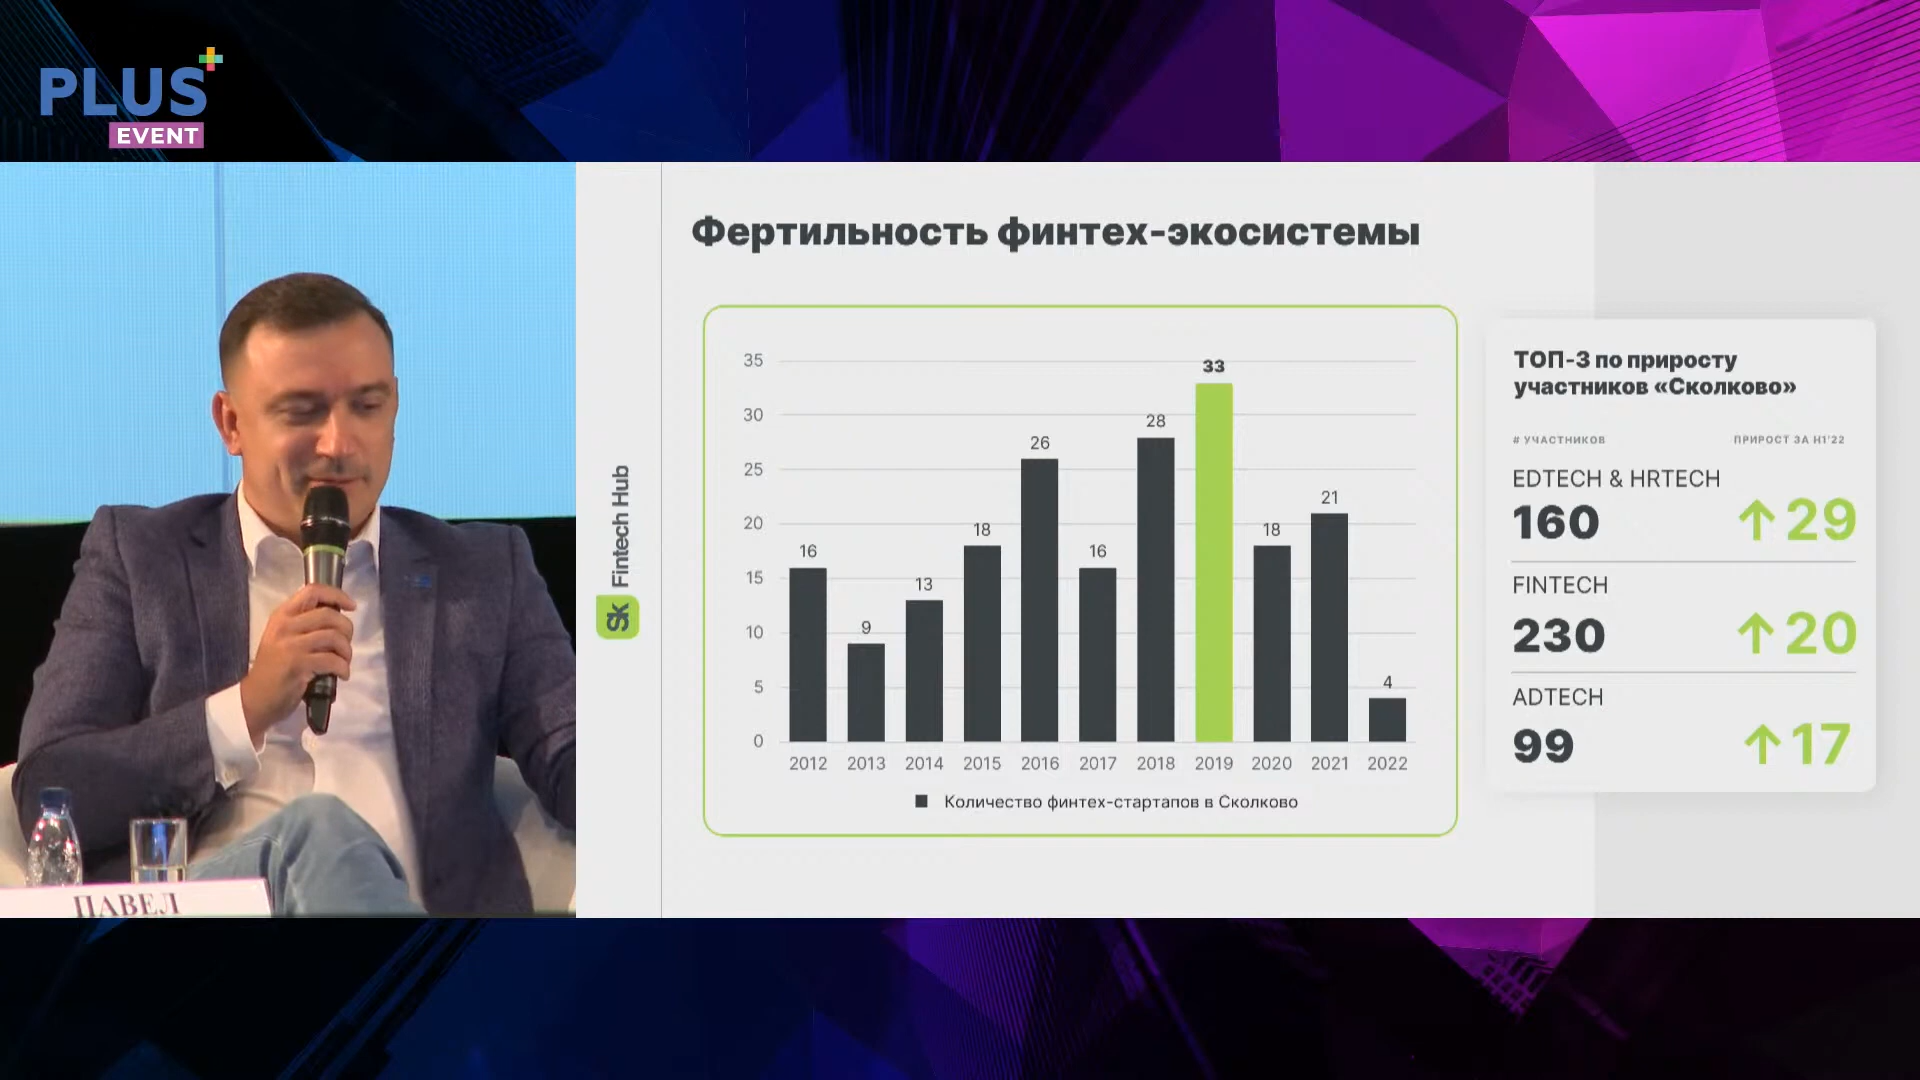 PLUS
EVENT
ПАВЕЛ
Sk Fintech Hub
Фертильность финтех-экосистемы
35
30
25
20
15
10
5
0
16
9
13
18
26
16
28
33
18
21
4
2012 2013 2014 2015 2016 2017 2018 2019 2020 2021 2022
Количество финтех-стартапов в Сколково
ТОП-3 по приросту
участников «Сколково»
# УЧАСТНИКОВ ПРИРОСТ ЗА H1'22
EDTECH & HRTECH
160 ↑29
FINTECH
230 ↑20
ADTECH
99 ↑17